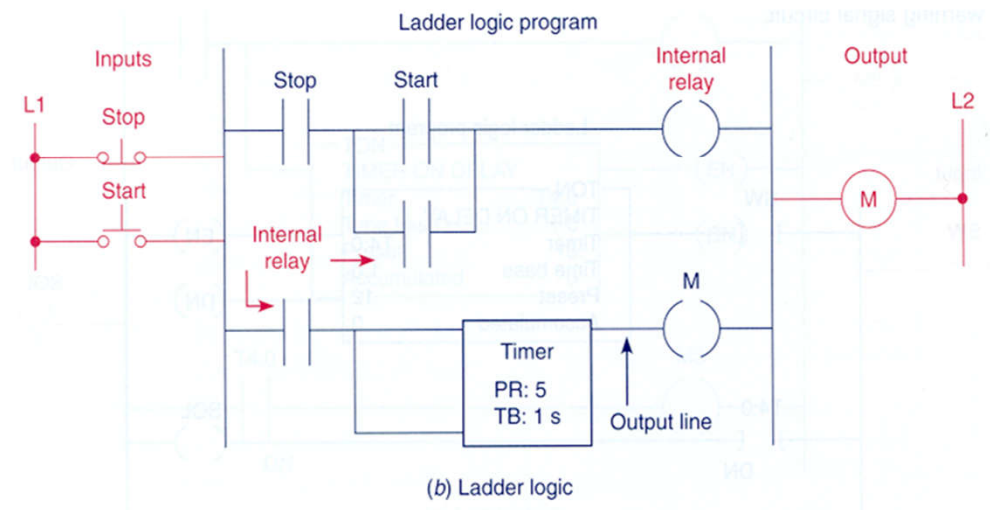 Ladder logic program
Inputs
Internal
relay
Output
L1
Stop
Start
L2
Stop
Start
M
Internal
relay
M
Timer
PR: 5
TB: 1 s
Output line
(b) Ladder logic